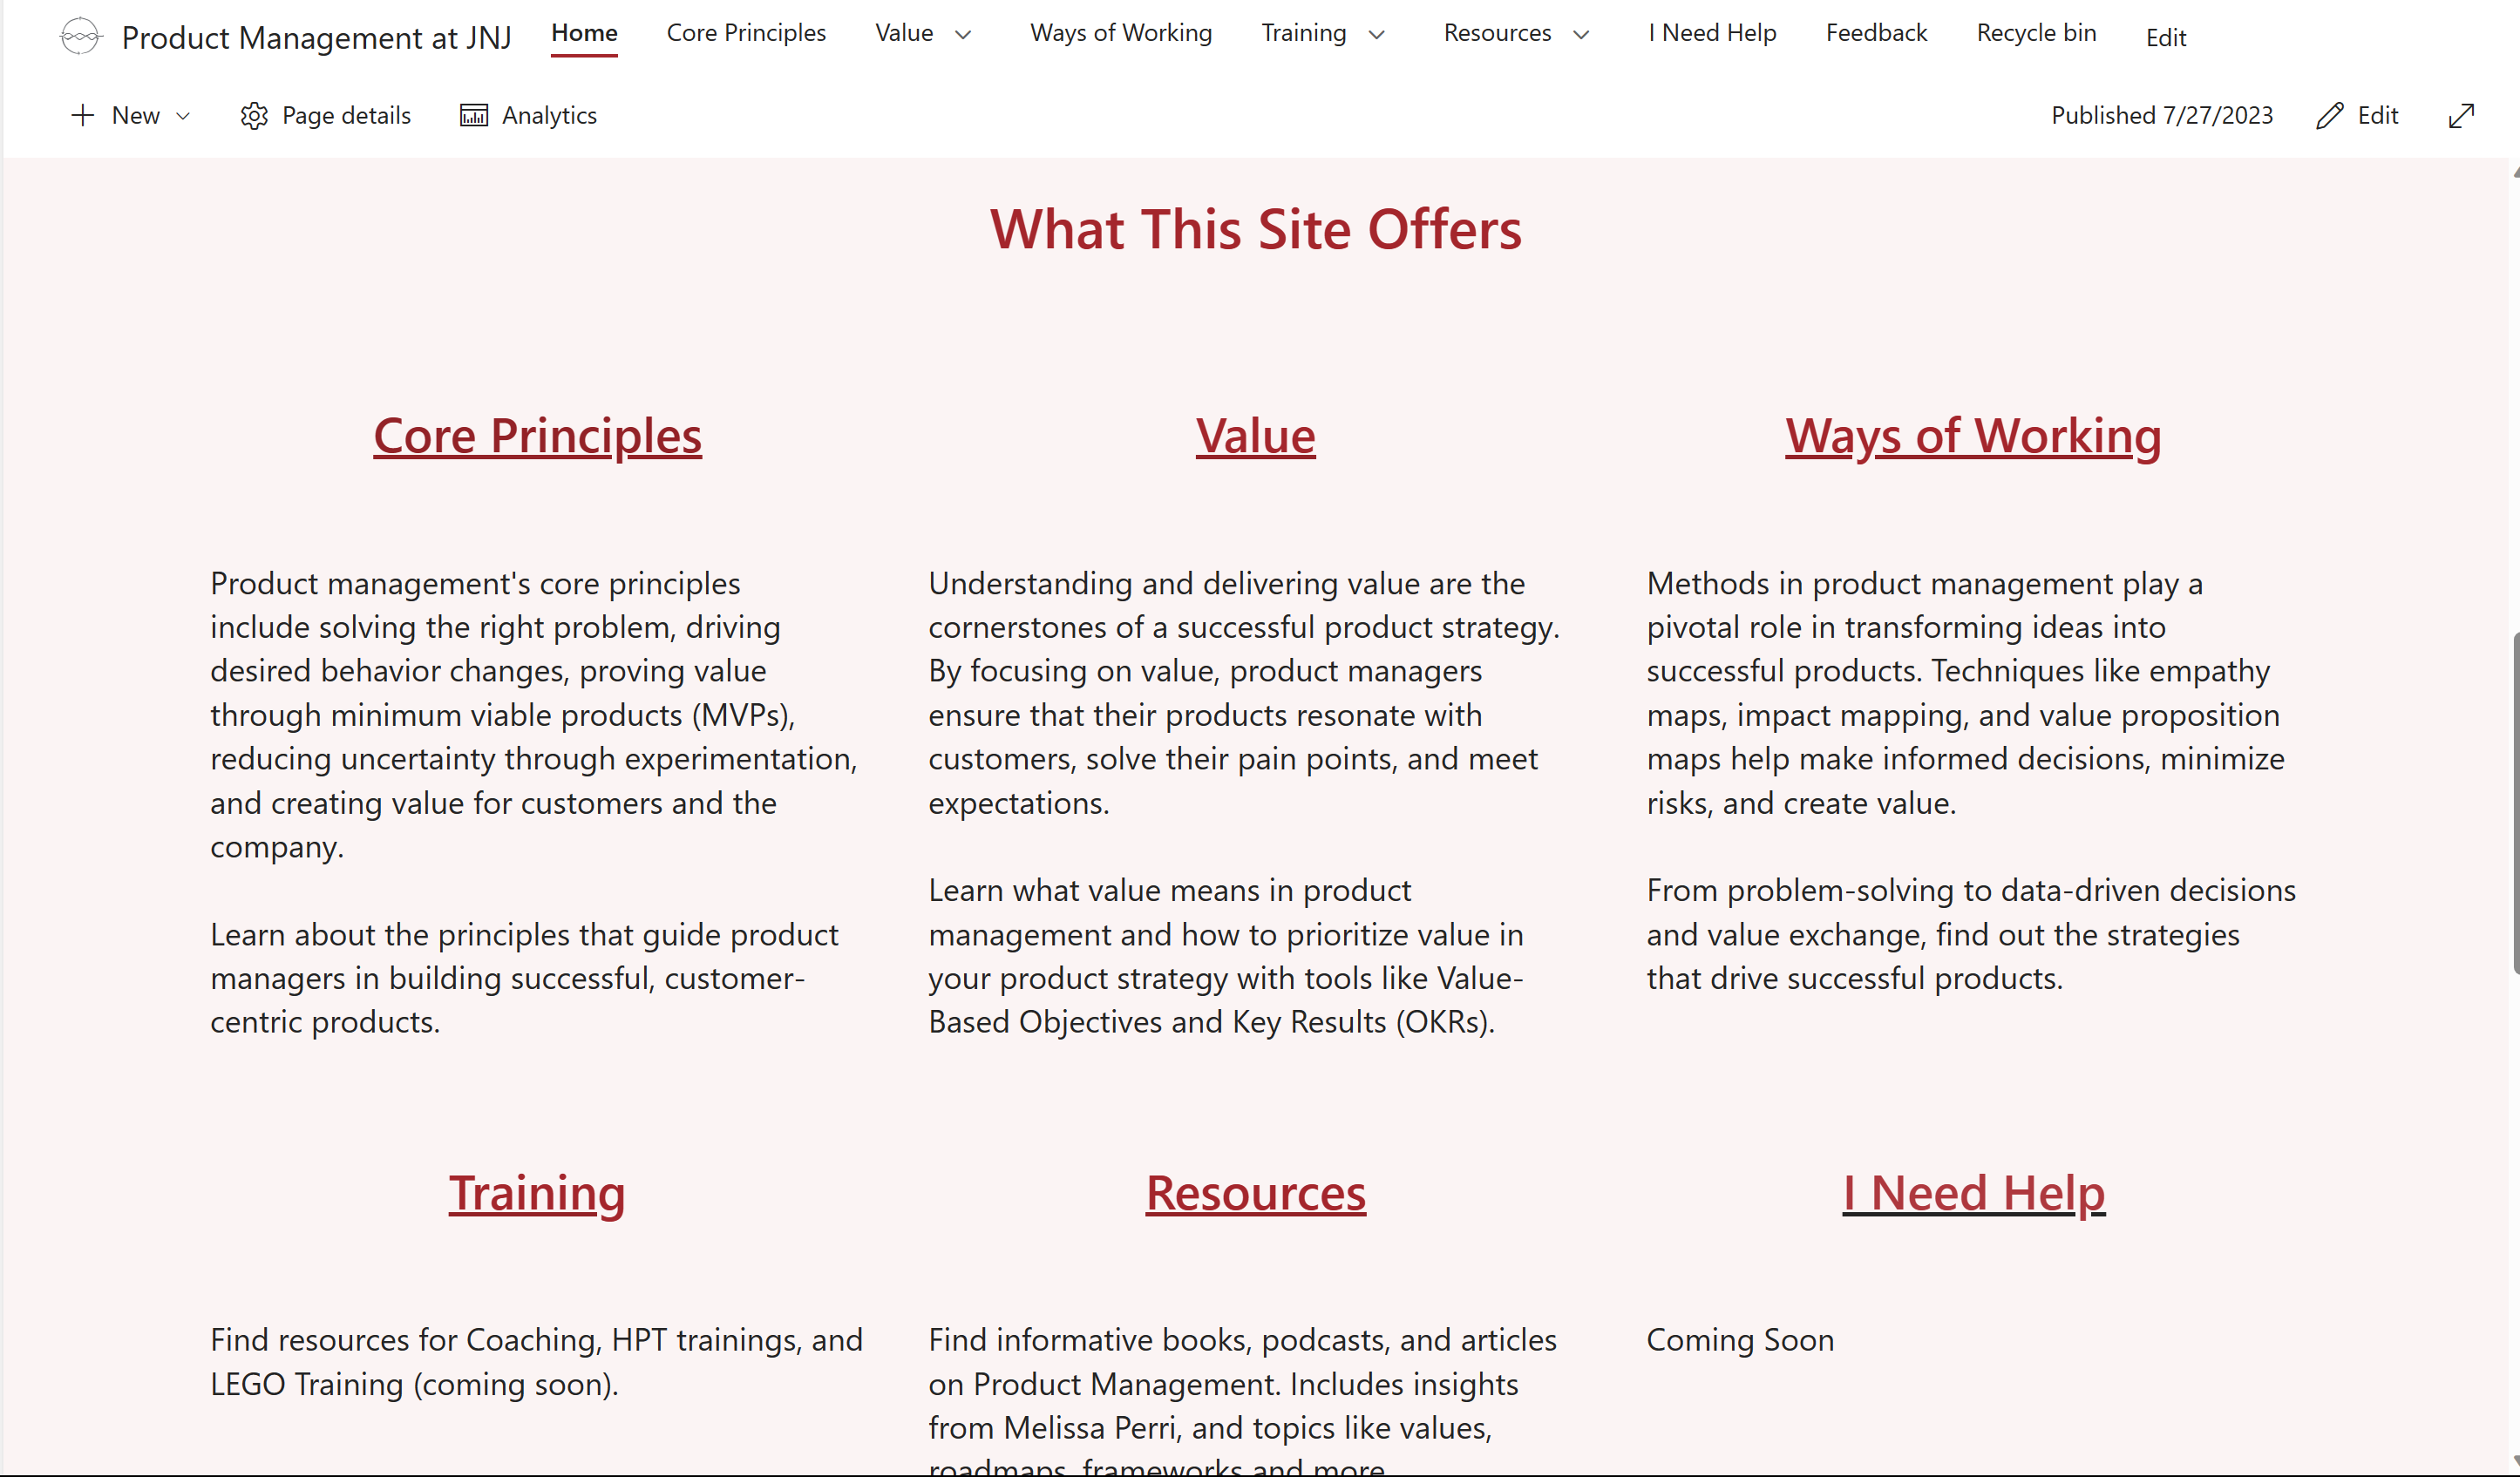 Product Management at JNJ
Home
Core Principles
Value
Ways of Working
Training
Resources
I Need Help
Feedback
Recycle bin
Edit
New
Page details
Analytics
Published 7/27/2023
Edit
What This Site Offers
Core Principles
Product management's core principles
include solving the right problem, driving
desired behavior changes, proving value
through minimum viable products (MVPs),
reducing uncertainty through experimentation,
and creating value for customers and the
company.
Learn about the principles that guide product
managers in building successful, customer-
centric products.
Value
Understanding and delivering value are the
cornerstones of a successful product strategy.
By focusing on value, product managers
ensure that their products resonate with
customers, solve their pain points, and meet
expectations.
Learn what value means in product
management and how to prioritize value in
your product strategy with tools like Value-
Based Objectives and Key Results (OKRs).
Ways of Working
Methods in product management play a
pivotal role in transforming ideas into
successful products. Techniques like empathy
maps, impact mapping, and value proposition
maps help make informed decisions, minimize
risks, and create value.
From problem-solving to data-driven decisions
and value exchange, find out the strategies
that drive successful products.
Training
Find resources for Coaching, HPT trainings, and
LEGO Training (coming soon).
Resources
Find informative books, podcasts, and articles
on Product Management. Includes insights
from Melissa Perri, and topics like values,
roadmaps, frameworks and more
I Need Help
Coming Soon